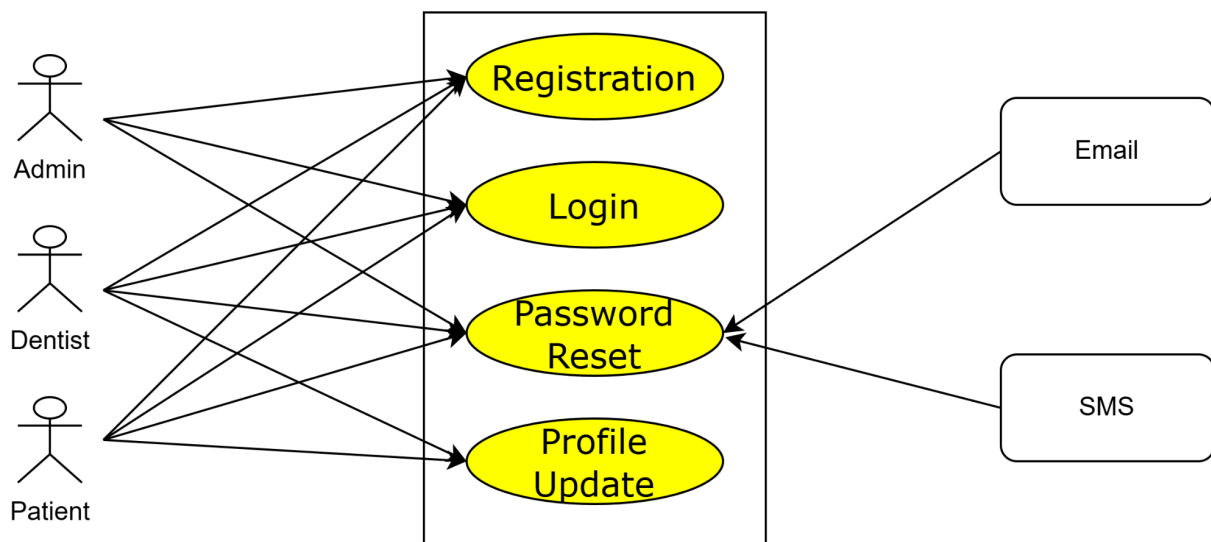 Admin
Dentist
Patient
Registration
Login
Password
Reset
Profile
Update
Email
SMS